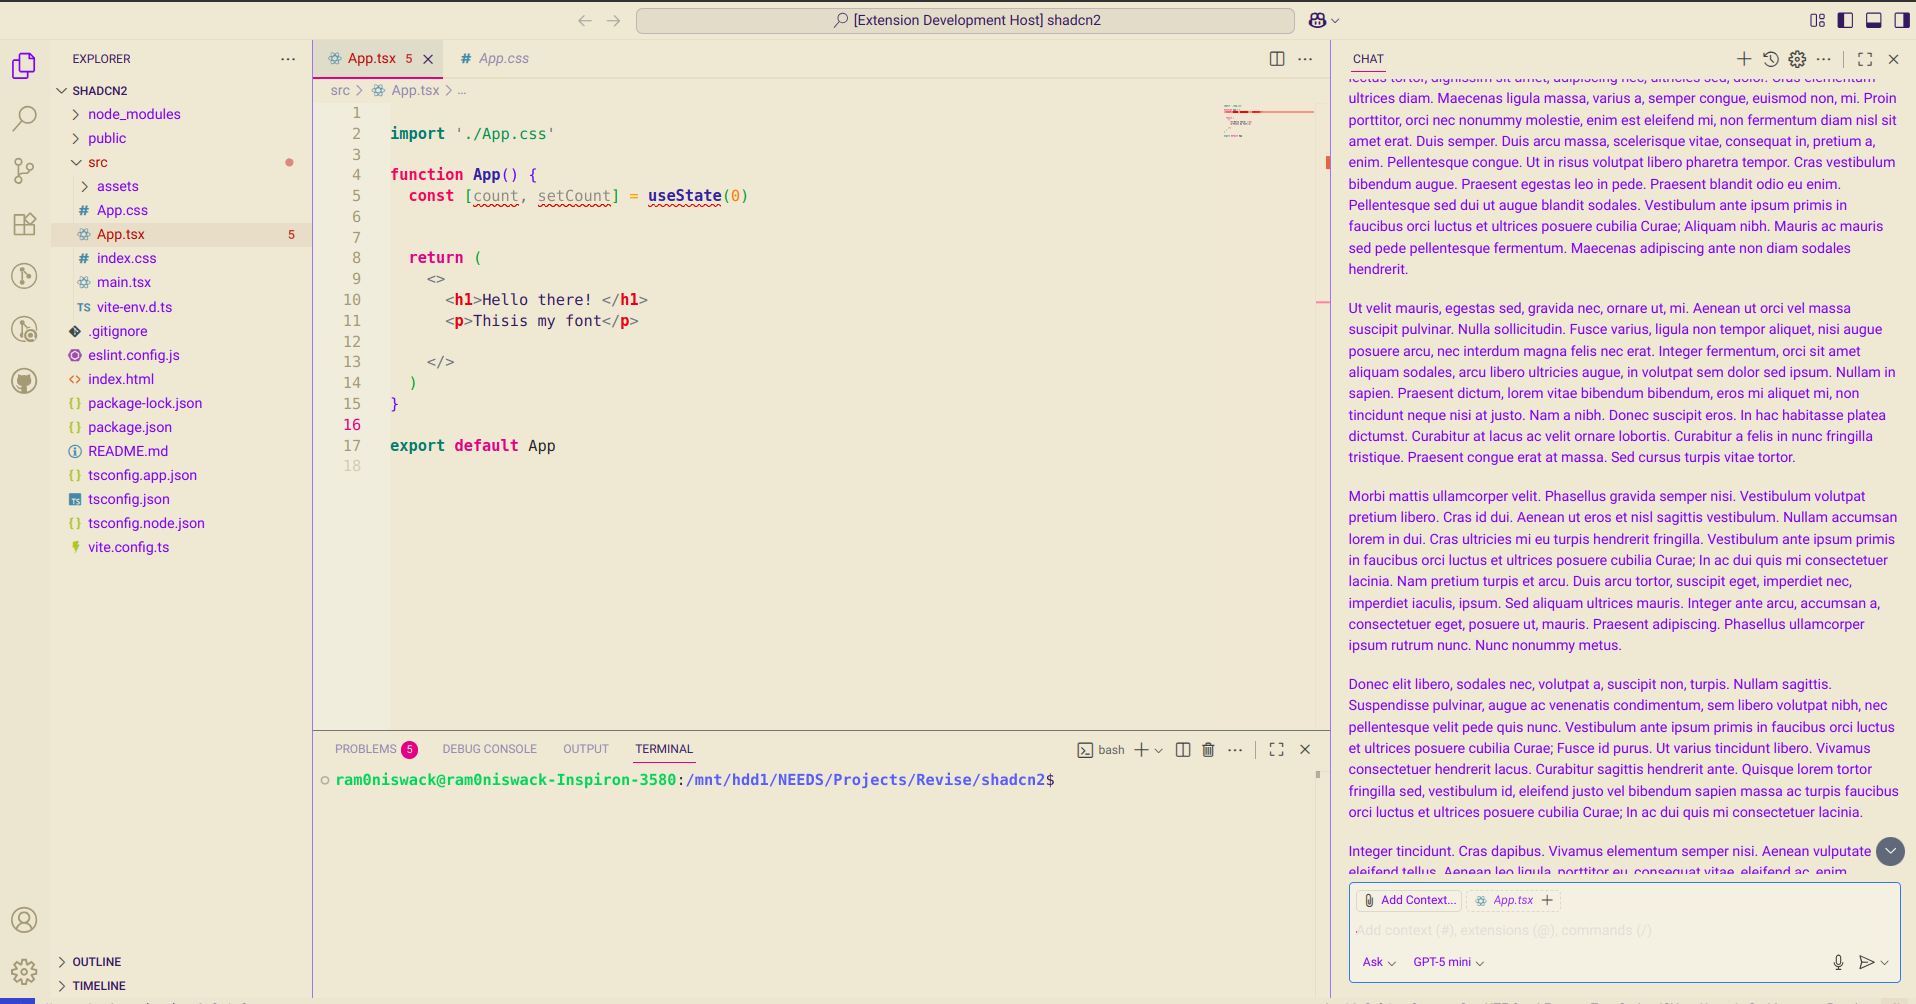 [Extension Development Host] shadcn2
EXPLORER
SHADCN2
node_modules
public
src
assets
App.css
App.tsx 5
index.css
main.tsx
TS vite-env.d.ts
.gitignore
eslint.config.js
index.html
package-lock.json
package.json
README.md
tsconfig.app.json
tsconfig.json
tsconfig.node.json
vite.config.ts
OUTLINE
TIMELINE
App.tsx 5
# App.css
src > App.tsx > ...
1
2 import './App.css'
3
4 function App() {
5 const [count, setCount] = useState(0)
6
7
8 return (
9 <>
10 <h1>Hello there! </h1>
11 <p>Thisis my font</p>
12
13 </>
14 )
15 }
16
17 export default App
18
PROBLEMS 5 DEBUG CONSOLE OUTPUT TERMINAL
bash
ram0niswack@ram0niswack-Inspiron-3580:/mnt/hdd1/NEEDS/Projects/Revise/shadcn2$
CHAT
lectus tortor, dignissim sit amet, adipiscing nec, ultricies sed, dolor. Cras elementum
ultrices diam. Maecenas ligula massa, varius a, semper congue, euismod non, mi. Proin
porttitor, orci nec nonummy molestie, enim est eleifend mi, non fermentum diam nisl sit
amet erat. Duis semper. Duis arcu massa, scelerisque vitae, consequat in, pretium a,
enim. Pellentesque congue. Ut in risus volutpat libero pharetra tempor. Cras vestibulum
bibendum augue. Praesent egestas leo in pede. Praesent blandit odio eu enim.
Pellentesque sed dui ut augue blandit sodales. Vestibulum ante ipsum primis in
faucibus orci luctus et ultrices posuere cubilia Curae; Aliquam nibh. Mauris ac mauris
sed pede pellentesque fermentum. Maecenas adipiscing ante non diam sodales
hendrerit.
Ut velit mauris, egestas sed, gravida nec, ornare ut, mi. Aenean ut orci vel massa
suscipit pulvinar. Nulla sollicitudin. Fusce varius, ligula non tempor aliquet, nisi augue
posuere arcu, nec interdum magna felis nec erat. Integer fermentum, orci sit amet
aliquam sodales, arcu libero ultricies augue, in volutpat sem dolor sed ipsum. Nullam in
sapien. Praesent dictum, lorem vitae bibendum bibendum, eros mi aliquet mi, non
tincidunt neque nisi at justo. Nam a nibh. Donec suscipit eros. In hac habitasse platea
dictumst. Curabitur at lacus ac velit ornare lobortis. Curabitur a felis in nunc fringilla
tristique. Praesent congue erat at massa. Sed cursus turpis vitae tortor.
Morbi mattis ullamcorper velit. Phasellus gravida semper nisi. Vestibulum volutpat
pretium libero. Cras id dui. Aenean ut eros et nisl sagittis vestibulum. Nullam accumsan
lorem in dui. Cras ultricies mi eu turpis hendrerit fringilla. Vestibulum ante ipsum primis
in faucibus orci luctus et ultrices posuere cubilia Curae; In ac dui quis mi consectetuer
lacinia. Nam pretium turpis et arcu. Duis arcu tortor, suscipit eget, imperdiet nec,
imperdiet iaculis, ipsum. Sed aliquam ultrices mauris. Integer ante arcu, accumsan a,
consectetuer eget, posuere ut, mauris. Praesent adipiscing. Phasellus ullamcorper
ipsum rutrum nunc. Nunc nonummy metus.
Donec elit libero, sodales nec, volutpat a, suscipit non, turpis. Nullam sagittis.
Suspendisse pulvinar, augue ac venenatis condimentum, sem libero volutpat nibh, nec
pellentesque velit pede quis nunc. Vestibulum ante ipsum primis in faucibus orci luctus
et ultrices posuere cubilia Curae; Fusce id purus. Ut varius tincidunt libero. Vivamus
consectetuer hendrerit lacus. Curabitur sagittis hendrerit ante. Quisque lorem tortor
fringilla sed, vestibulum id, eleifend justo vel bibendum sapien massa ac turpis faucibus
orci luctus et ultrices posuere cubilia Curae; In ac dui quis mi consectetuer lacinia.
Integer tincidunt. Cras dapibus. Vivamus elementum semper nisi. Aenean vulputate
eleifend tellus. Aenean leo ligula, porttitor eu, consequat vitae, eleifend ac, enim.
Add Context... App.tsx
Add context (#), extensions (@), commands (/)
Ask GPT-5 mini